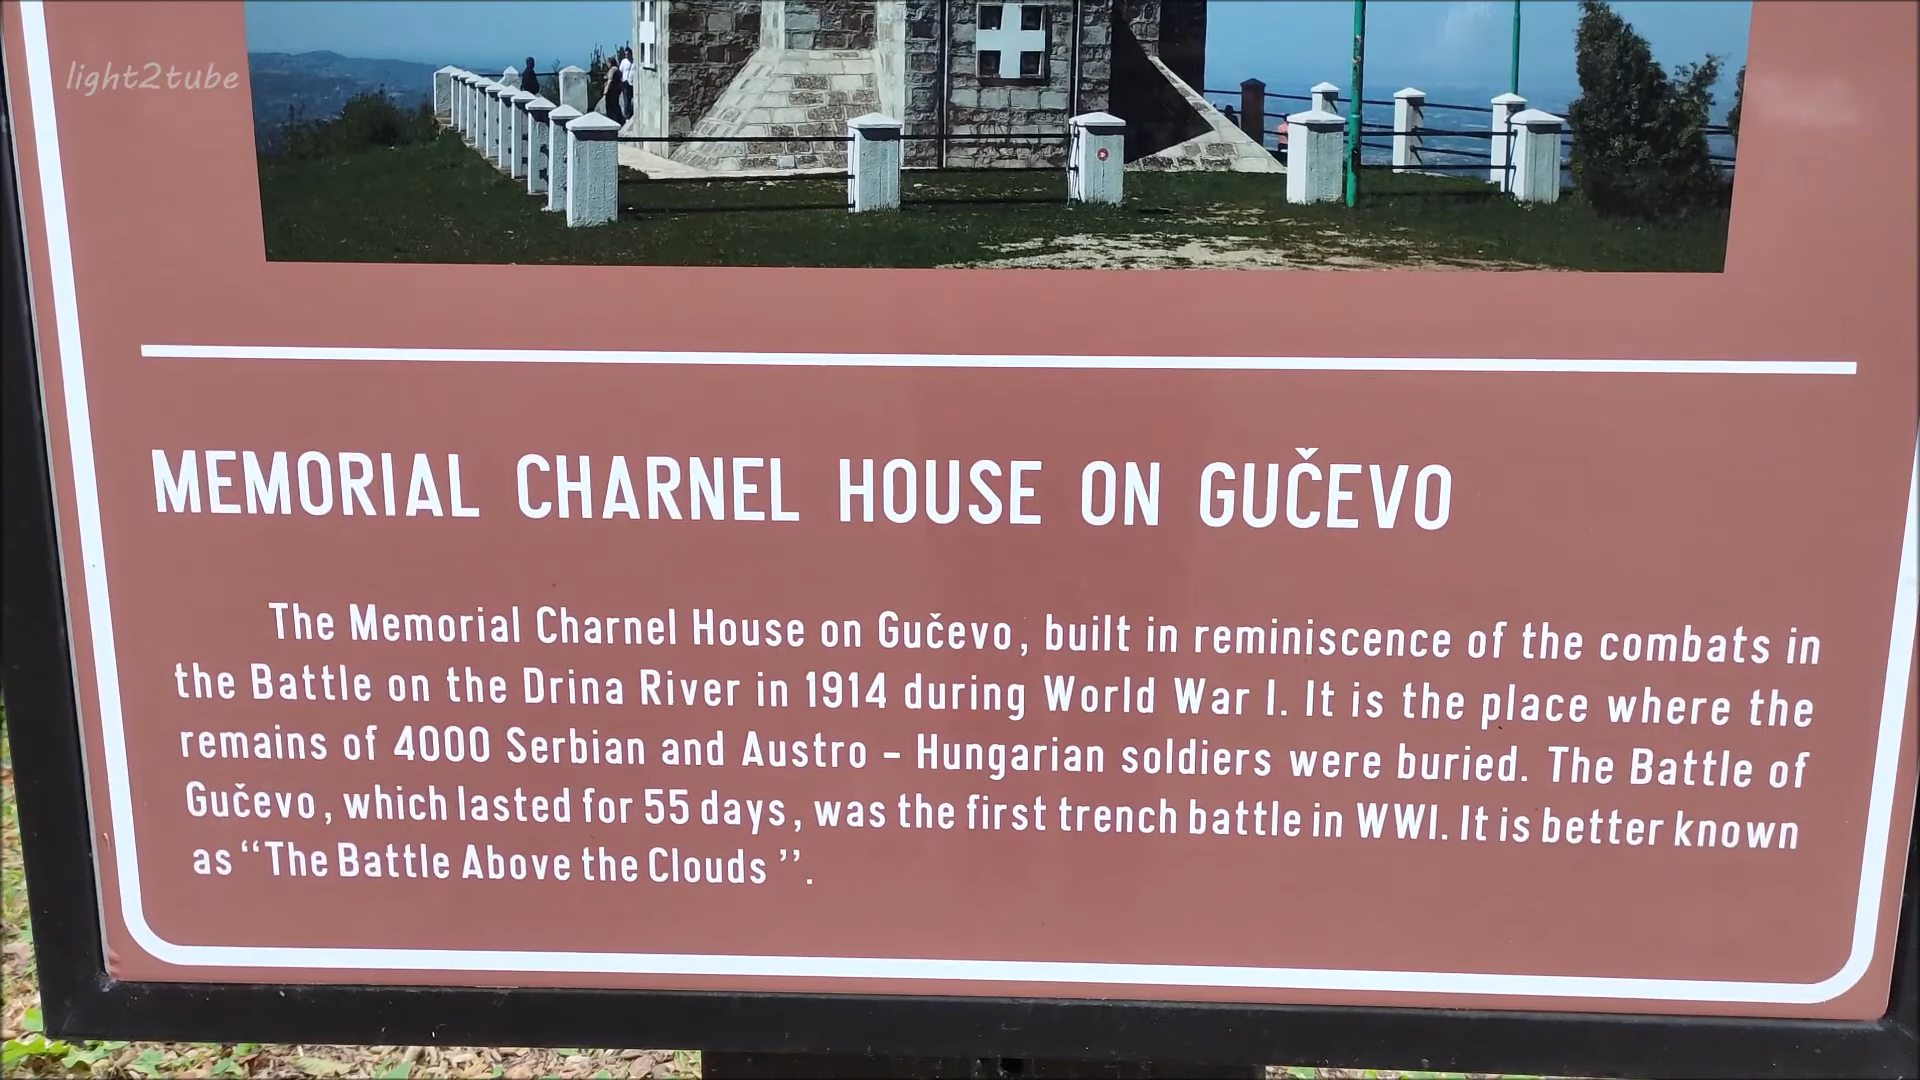 light2tube
MEMORIAL CHARNEL HOUSE ON GUČEVO
The Memorial Charnel House on Gučevo, built in reminiscence of the combats in
the Battle on the Drina River in 1914 during World War I. It is the place where the
remains of 4000 Serbian and Austro - Hungarian soldiers were buried. The Battle of
Gučevo, which lasted for 55 days, was the first trench battle in WWI. It is better known
as “The Battle Above the Clouds ”.